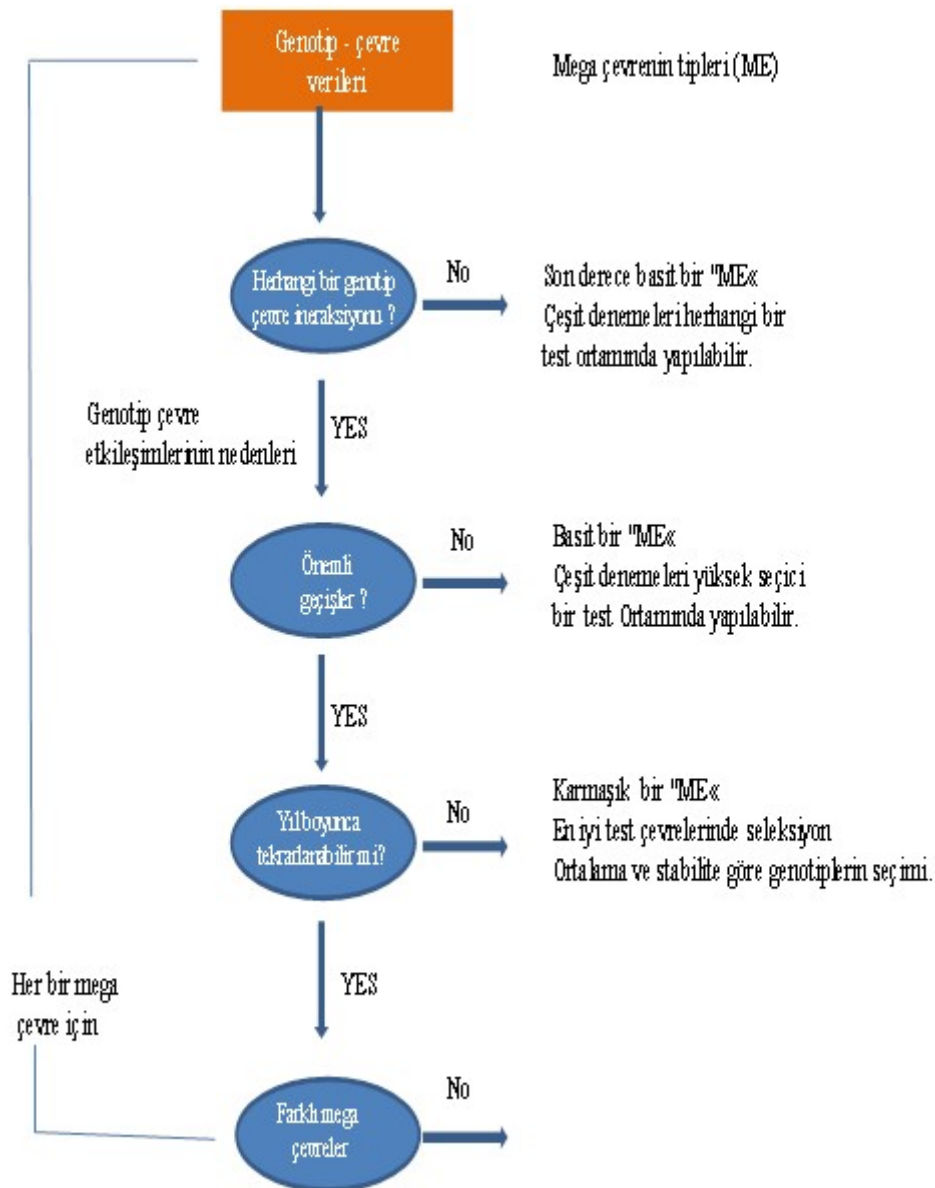 Genotip - çevre
verileri
Mega çevrenin tipleri (ME)
Herhangi bir genotip
çevre ineraksiyonu ?
No
Son derece basit bir "ME«
Çeşit denemeleri herhangi bir
test ortamında yapılabilir.
Genotip çevre
etkileşimlerinin nedenleri
YES
Önemli
geçişler ?
No
Basit bir "ME«
Çeşit denemeleri yüksek seçici
bir test Ortamında yapılabilir.
YES
Yıl boyunca
tekrarlanabilir mi?
No
Karmaşık bir "ME«
En iyi test çevrelerinde seleksiyon
Ortalama ve stabilite göre genotiplerin seçimi.
YES
Her bir mega
çevre için
Farklı mega
çevreler
No